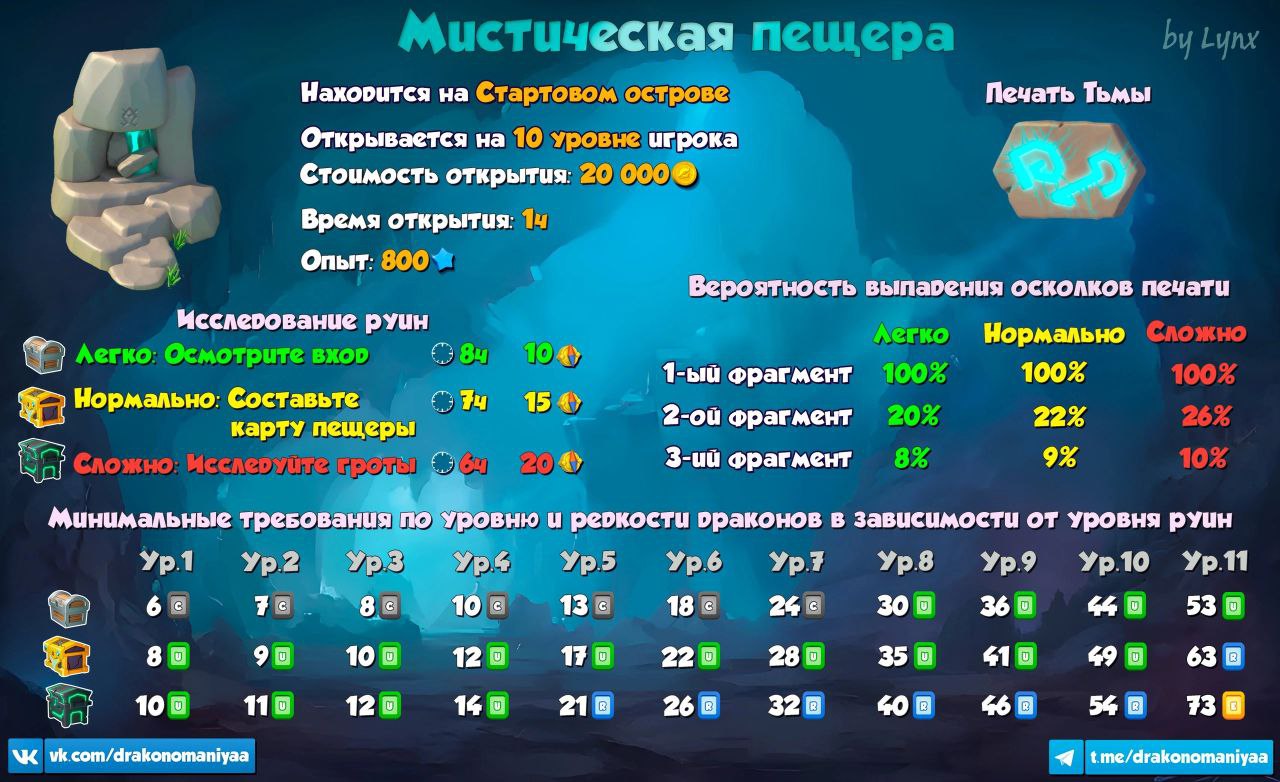 Мистическая пещера
by Lynx
Находится на Стартовом острове
Открывается на 10 уровне игрока
Стоимость открытия: 20 000
Время открытия: 1ч
Опыт: 800
Печать Тьмы
Исследование руин
Легко: Осмотрите вход 8ч 10
Нормально: Составьте карту пещеры 7ч 15
Сложно: Исследуйте гроты 6ч 20
Вероятность выпадения осколков печати
Легко Нормально Сложно
1-ый фрагмент 100% 100% 100%
2-ой фрагмент 20% 22% 26%
3-ий фрагмент 8% 9% 10%
Минимальные требования по уровню и редкости драконов в зависимости от уровня руин
Ур.1 Ур.2 Ур.3 Ур.4 Ур.5 Ур.6 Ур.7 Ур.8 Ур.9 Ур.10 Ур.11
6 C 7 C 8 C 10 C 13 C 18 C 24 C 30 U 36 U 44 U 53 U
8 U 9 U 10 U 12 U 17 U 22 U 28 U 35 U 41 U 49 U 63 R
10 U 11 U 12 U 14 U 21 R 26 R 32 R 40 R 46 R 54 R 73 E
vk.com/drakonomaniyaa
t.me/drakonomaniyaa